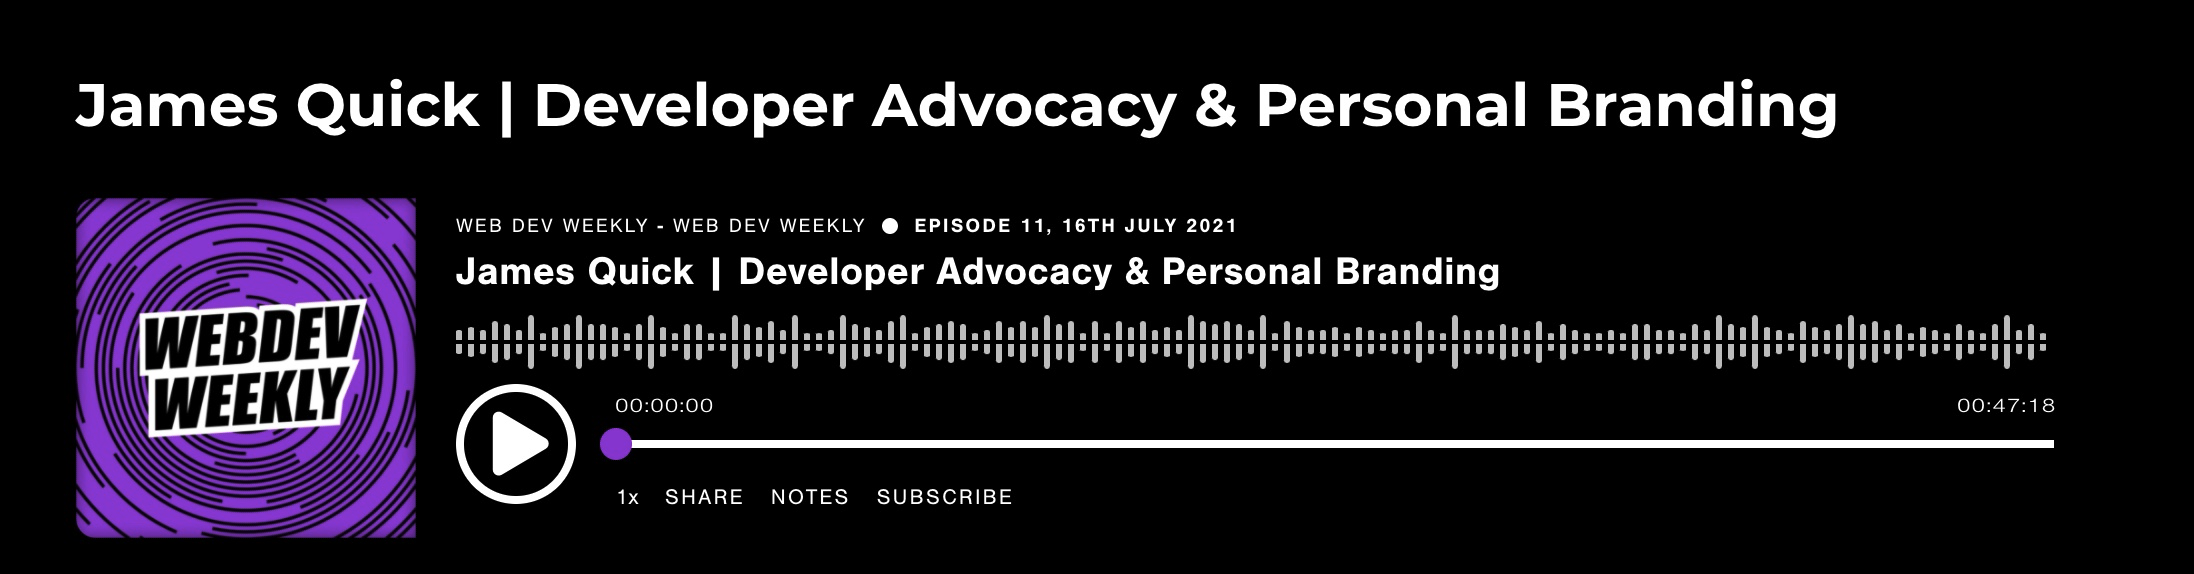 James Quick | Developer Advocacy & Personal Branding
WEBDEV
WEEKLY
WEB DEV WEEKLY - WEB DEV WEEKLY ● EPISODE 11, 16TH JULY 2021
James Quick | Developer Advocacy & Personal Branding
00:00:00 00:47:18
1x SHARE NOTES SUBSCRIBE